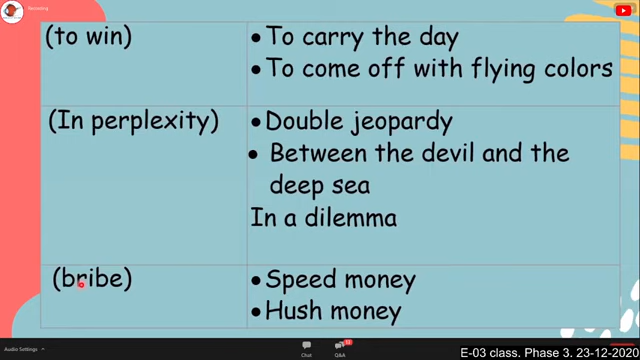 Recording
(to win)
• To carry the day
• To come off with flying colors
(In perplexity)
• Double jeopardy
• Between the devil and the
deep sea
In a dilemma
(bribe)
• Speed money
• Hush money
Audio Settings
Chat
Q&A
E-03 class. Phase 3. 23-12-2020